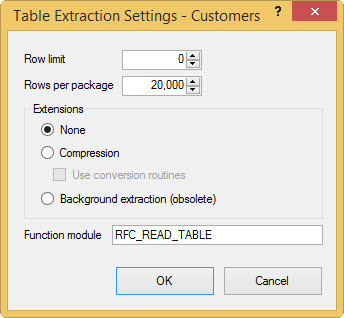 Table Extraction Settings - Customers ? ×
Row limit 0
Rows per package 20,000
Extensions
None
Compression
Use conversion routines
Background extraction (obsolete)
Function module RFC_READ_TABLE
OK Cancel